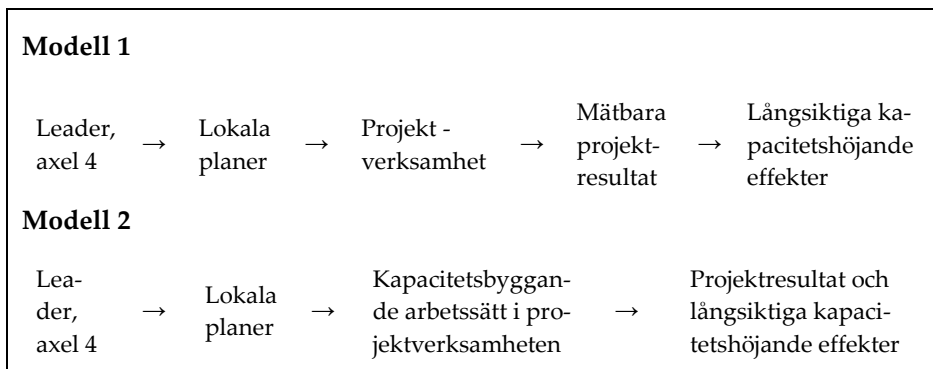 Modell 1
Leader,
axel 4
→
Lokala
planer
→
Projekt -
verksamhet
→
Mätbara
projekt-
resultat
→
Långsiktiga ka-
pacitetshöjande
effekter
Modell 2
Lea-
der,
axel 4
→
Lokala
planer
→
Kapacitetsbyggan-
de arbetssätt i pro-
jektverksamheten
→
Projektresultat och
långsiktiga kapaci-
tetshöjande effekter